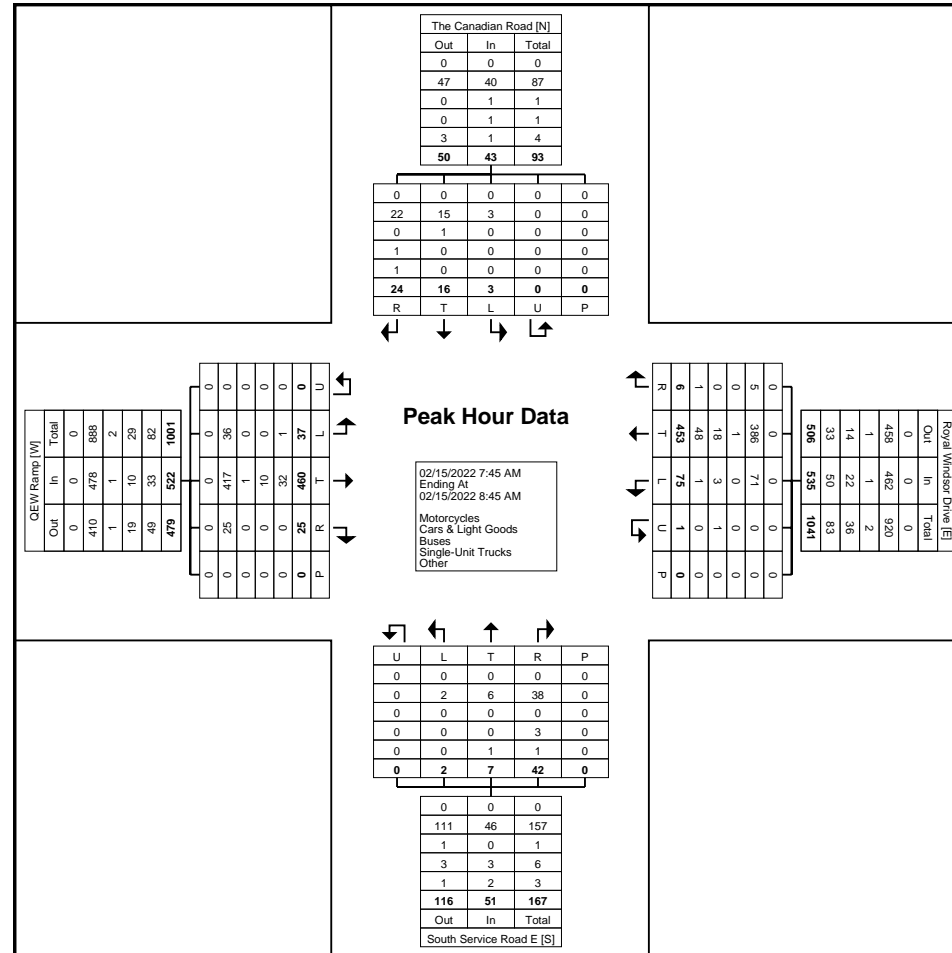 The Canadian Road [N]
Out In Total
0 0 0
47 40 87
0 1 1
0 1 1
3 1 4
50 43 93
0 0 0 0 0
22 15 3 0 0
0 1 0 0 0
1 0 0 0 0
1 0 0 0 0
24 16 3 0 0
R T L U P
QEW Ramp [W]
Out In Total
0 0 0
410 478 888
1 1 2
19 10 29
49 33 82
479 522 1001
0 0 0 0 0
0 25 417 36 0
0 0 1 0 0
0 0 10 0 0
0 0 32 1 0
0 25 460 37 0
P R T L U
Peak Hour Data
02/15/2022 7:45 AM
Ending At
02/15/2022 8:45 AM
Motorcycles
Cars & Light Goods
Buses
Single-Unit Trucks
Other
Royal Windsor Drive [E]
Out In Total
0 0 0
458 462 920
1 1 2
14 22 36
33 50 83
506 535 1041
0 0 0 0 0
5 386 71 0 0
0 1 0 0 0
0 18 3 1 0
1 48 1 0 0
6 453 75 1 0
R T L U P
U L T R P
0 0 0 0 0
0 2 6 38 0
0 0 0 0 0
0 0 0 3 0
0 0 1 1 0
0 2 7 42 0
0 0 0
111 46 157
1 0 1
3 3 6
1 2 3
116 51 167
Out In Total
South Service Road E [S]